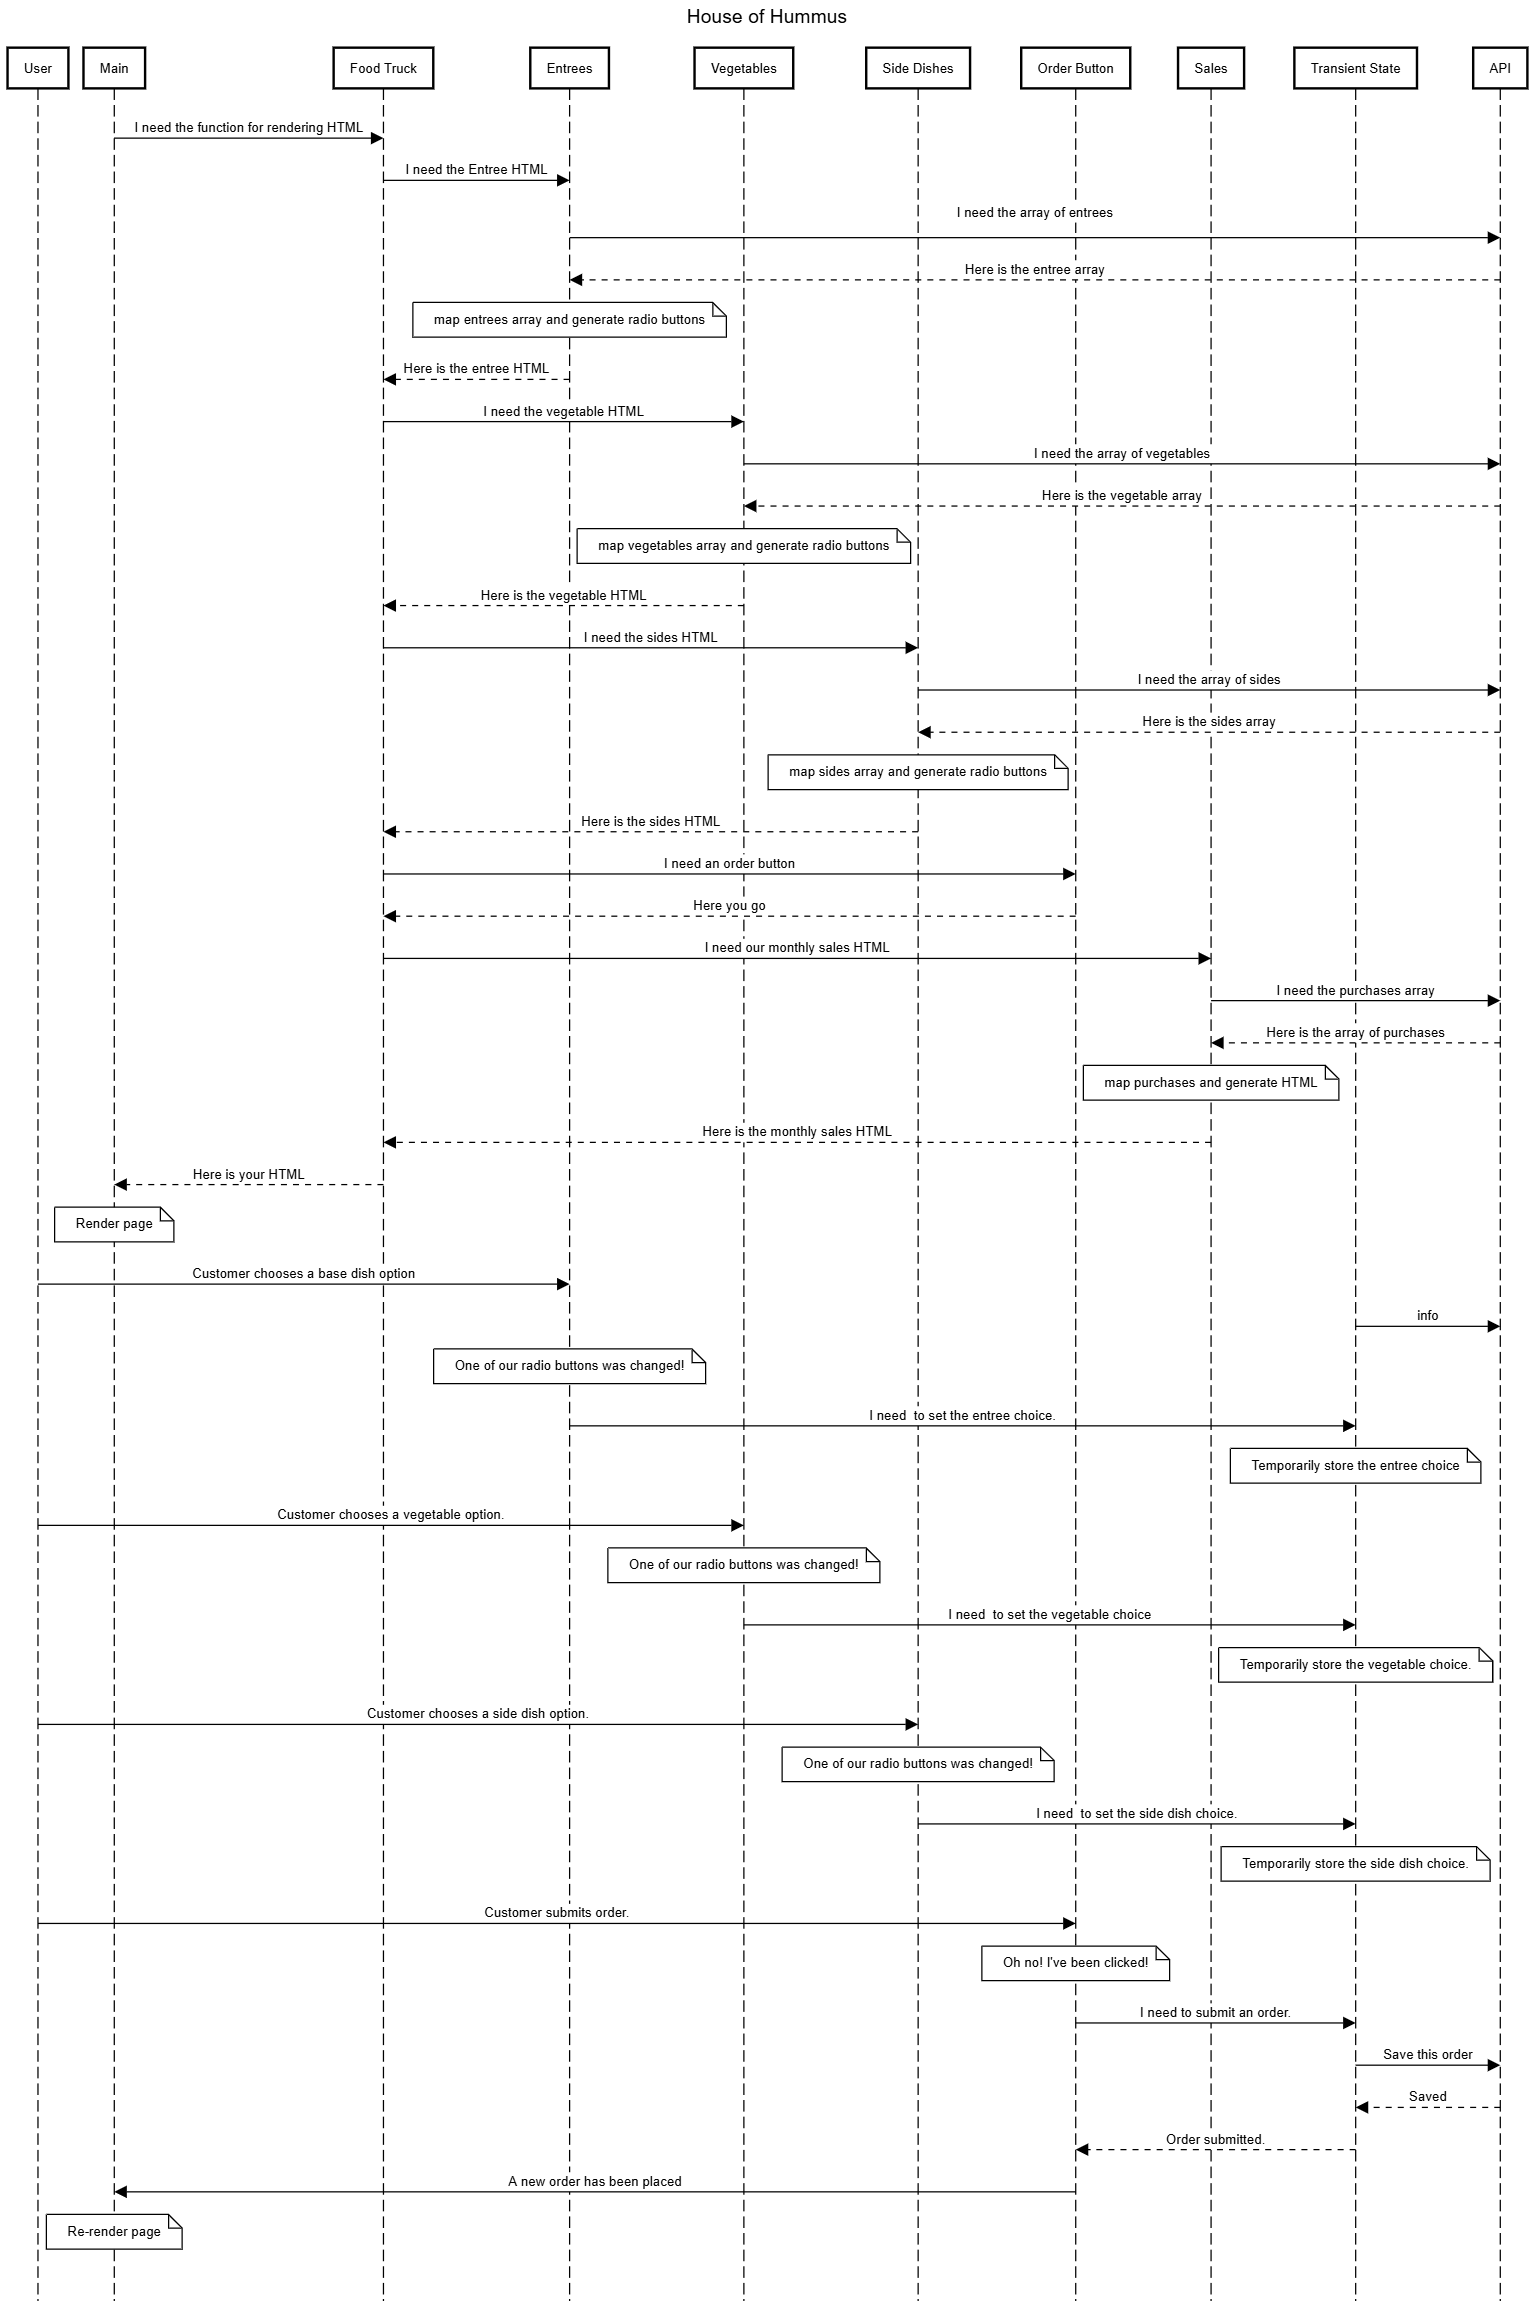 House of Hummus
User
Main
Food Truck
Entrees
Vegetables
Side Dishes
Order Button
Sales
Transient State
API
I need the function for rendering HTML
I need the Entree HTML
I need the array of entrees
Here is the entree array
map entrees array and generate radio buttons
Here is the entree HTML
I need the vegetable HTML
I need the array of vegetables
Here is the vegetable array
map vegetables array and generate radio buttons
Here is the vegetable HTML
I need the sides HTML
I need the array of sides
Here is the sides array
map sides array and generate radio buttons
Here is the sides HTML
I need an order button
Here you go
I need our monthly sales HTML
I need the purchases array
Here is the array of purchases
map purchases and generate HTML
Here is the monthly sales HTML
Here is your HTML
Render page
Customer chooses a base dish option
info
One of our radio buttons was changed!
I need  to set the entree choice.
Temporarily store the entree choice
Customer chooses a vegetable option.
One of our radio buttons was changed!
I need  to set the vegetable choice
Temporarily store the vegetable choice.
Customer chooses a side dish option.
One of our radio buttons was changed!
I need  to set the side dish choice.
Temporarily store the side dish choice.
Customer submits order.
Oh no! I've been clicked!
I need to submit an order.
Save this order
Saved
Order submitted.
A new order has been placed
Re-render page